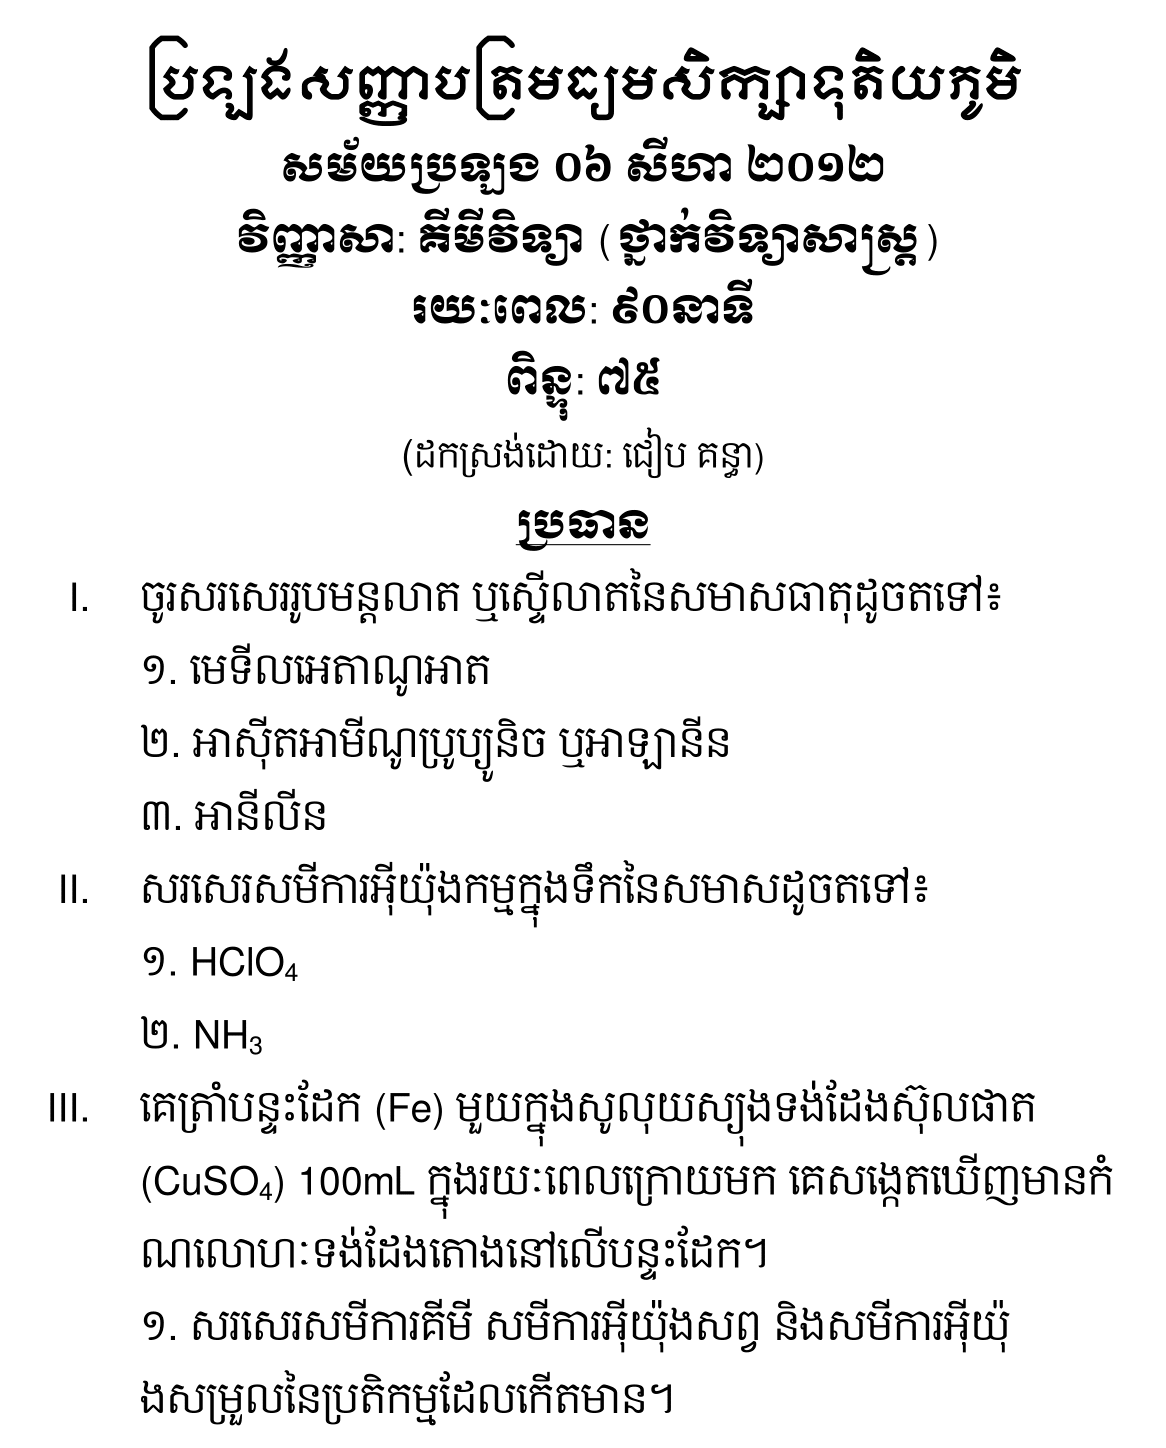 ប្រឡងសញ្ញាបត្រមធ្យមសិក្សាទុតិយភូមិ
សម័យប្រឡង ០៦ សីហា ២០១២
វិញ្ញាសា: គីមីវិទ្យា (ថ្នាក់វិទ្យាសាស្ត្រ)
រយៈពេល: ៩០នាទី
ពិន្ទុ: ៧៥
(ដកស្រង់ដោយ: ជៀប គន្ធា)
ប្រធាន
I. ចូរសរសេររូបមន្តលាត ឬស្ទើលាតនៃសមាសធាតុដូចតទៅ៖
១. មេទីលអេតាណូអាត
២. អាស៊ីតអាមីណូប្រូប្យូនិច ឬអាឡានីន
៣. អានីលីន
II. សរសេរសមីការអ៊ីយ៉ុងកម្មក្នុងទឹកនៃសមាសដូចតទៅ៖
១. HClO₄
២. NH₃
III. គេត្រាំបន្ទះដែក (Fe) មួយក្នុងសូលុយស្យុងទង់ដែងស៊ុលផាត
(CuSO₄) 100mL ក្នុងរយៈពេលក្រោយមក គេសង្កេតឃើញមានកំ
ណលោហៈទង់ដែងតោងនៅលើបន្ទះដែក។
១. សរសេរសមីការគីមី សមីការអ៊ីយ៉ុងសព្វ និងសមីការអ៊ីយ៉ុ
ងសម្រួលនៃប្រតិកម្មដែលកើតមាន។